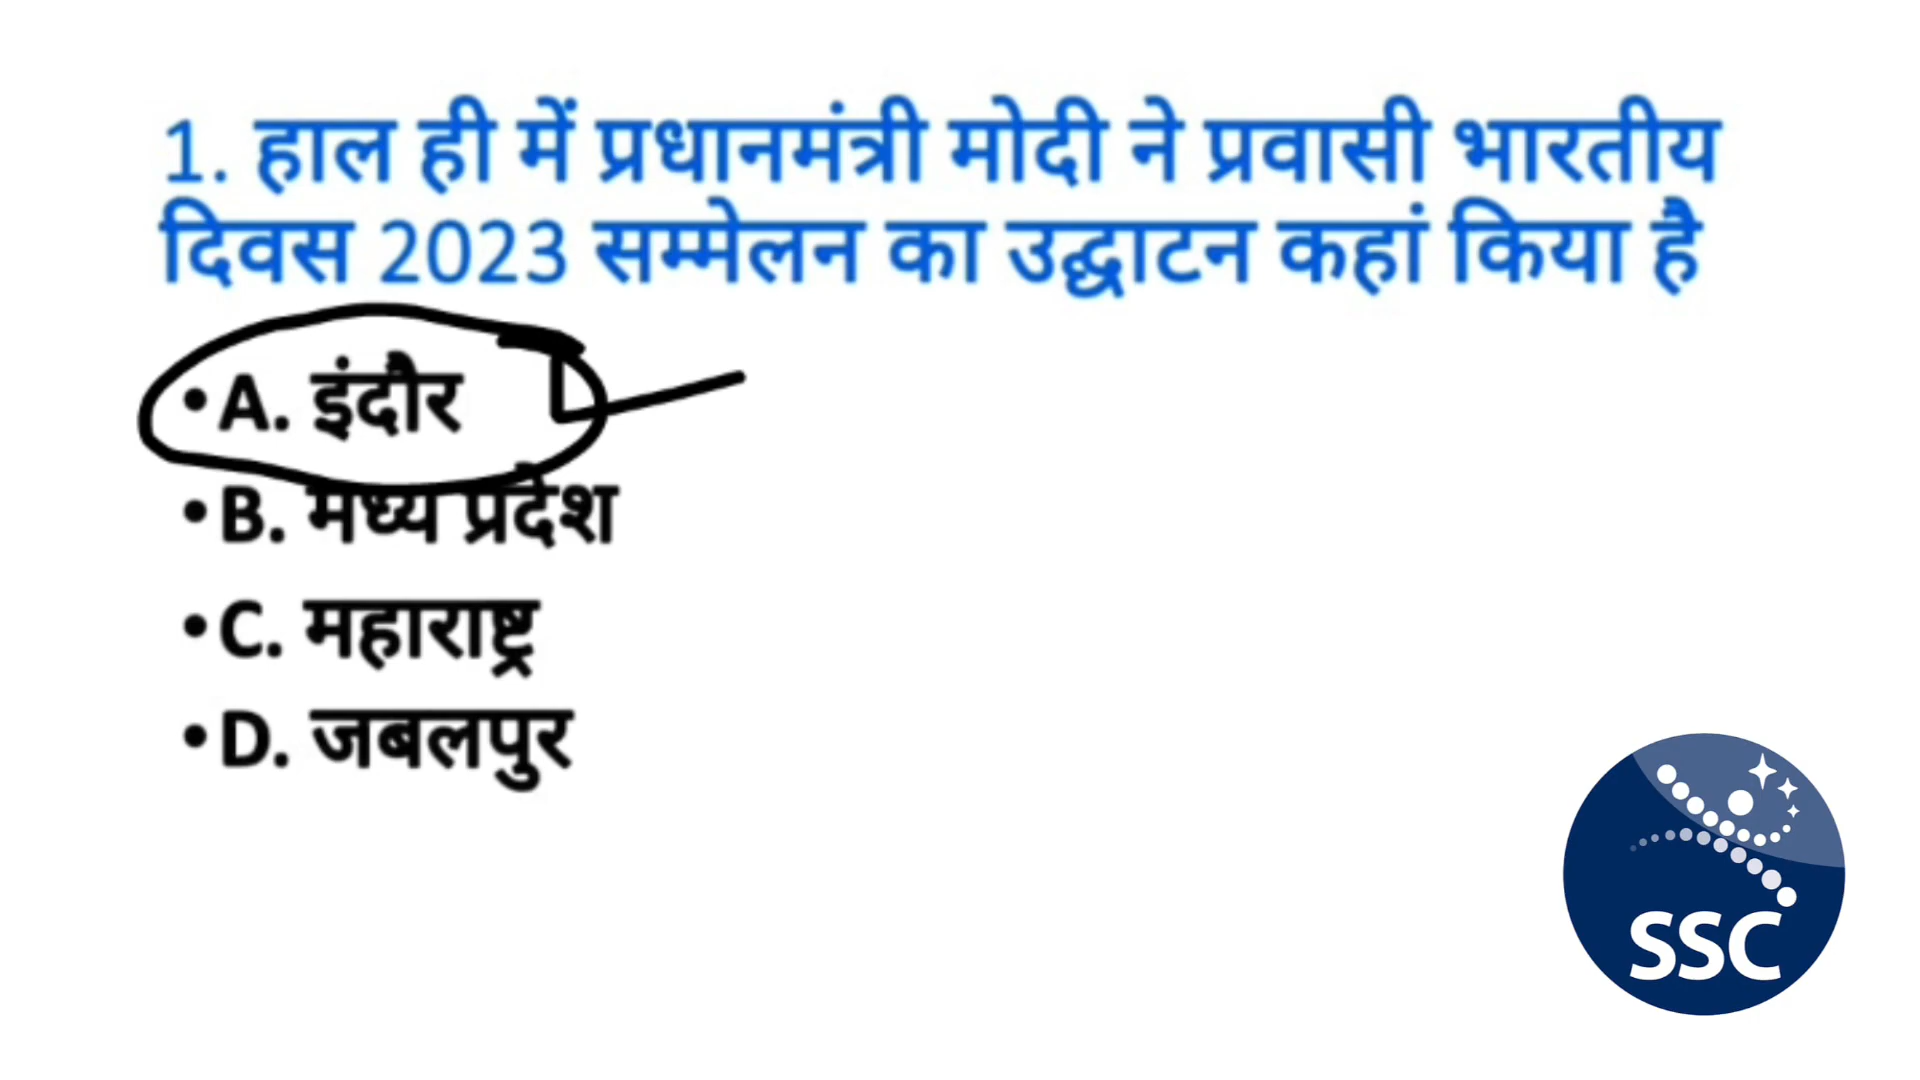 1. हाल ही में प्रधानमंत्री मोदी ने प्रवासी भारतीय
दिवस 2023 सम्मेलन का उद्घाटन कहां किया है
•A. इंदौर
•B. मध्य प्रदेश
•C. महाराष्ट्र
•D. जबलपुर
SSC